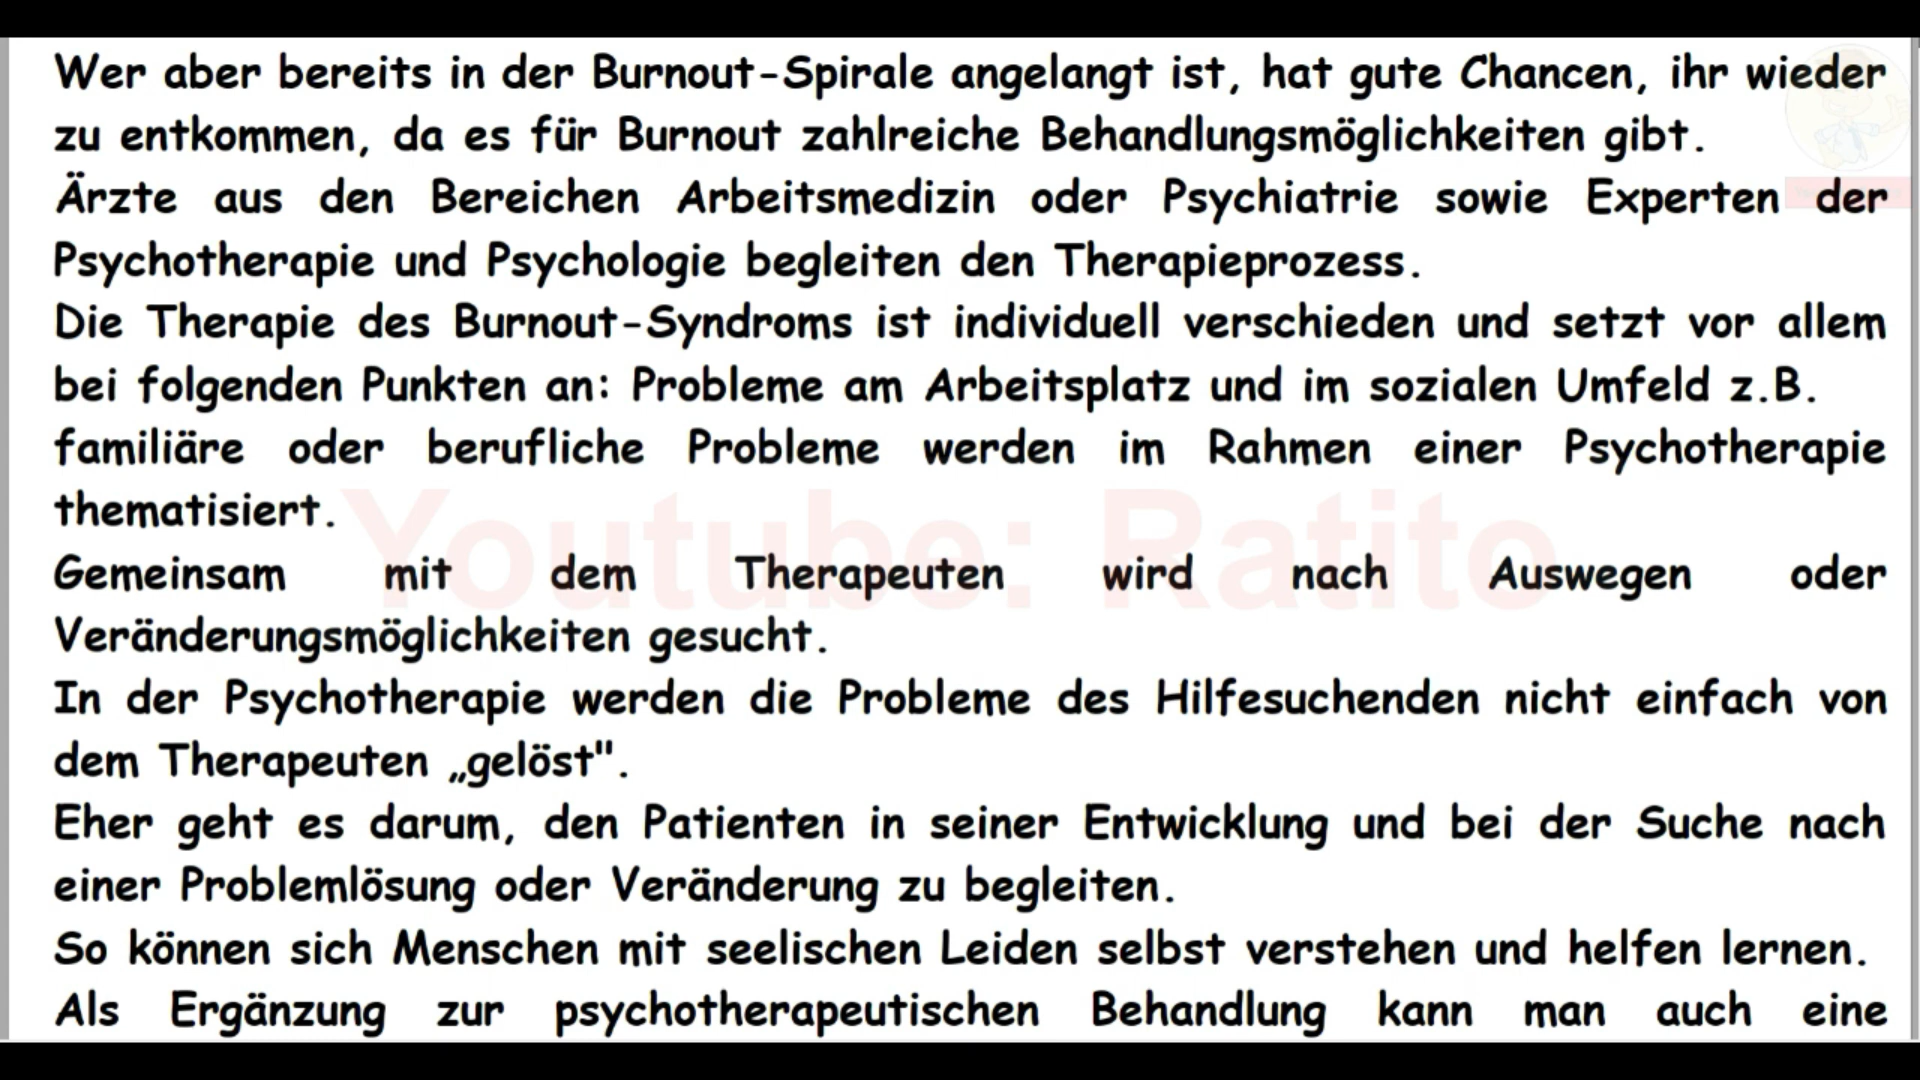 Wer aber bereits in der Burnout-Spirale angelangt ist, hat gute Chancen, ihr wieder
zu entkommen, da es für Burnout zahlreiche Behandlungsmöglichkeiten gibt.
Ärzte aus den Bereichen Arbeitsmedizin oder Psychiatrie sowie Experten der
Psychotherapie und Psychologie begleiten den Therapieprozess.
Die Therapie des Burnout-Syndroms ist individuell verschieden und setzt vor allem
bei folgenden Punkten an: Probleme am Arbeitsplatz und im sozialen Umfeld z.B.
familiäre oder berufliche Probleme werden im Rahmen einer Psychotherapie
thematisiert.
Youtube: Ratito
Gemeinsam mit dem Therapeuten wird nach Auswegen oder
Veränderungsmöglichkeiten gesucht.
In der Psychotherapie werden die Probleme des Hilfesuchenden nicht einfach von
dem Therapeuten „gelöst".
Eher geht es darum, den Patienten in seiner Entwicklung und bei der Suche nach
einer Problemlösung oder Veränderung zu begleiten.
So können sich Menschen mit seelischen Leiden selbst verstehen und helfen lernen.
Als Ergänzung zur psychotherapeutischen Behandlung kann man auch eine